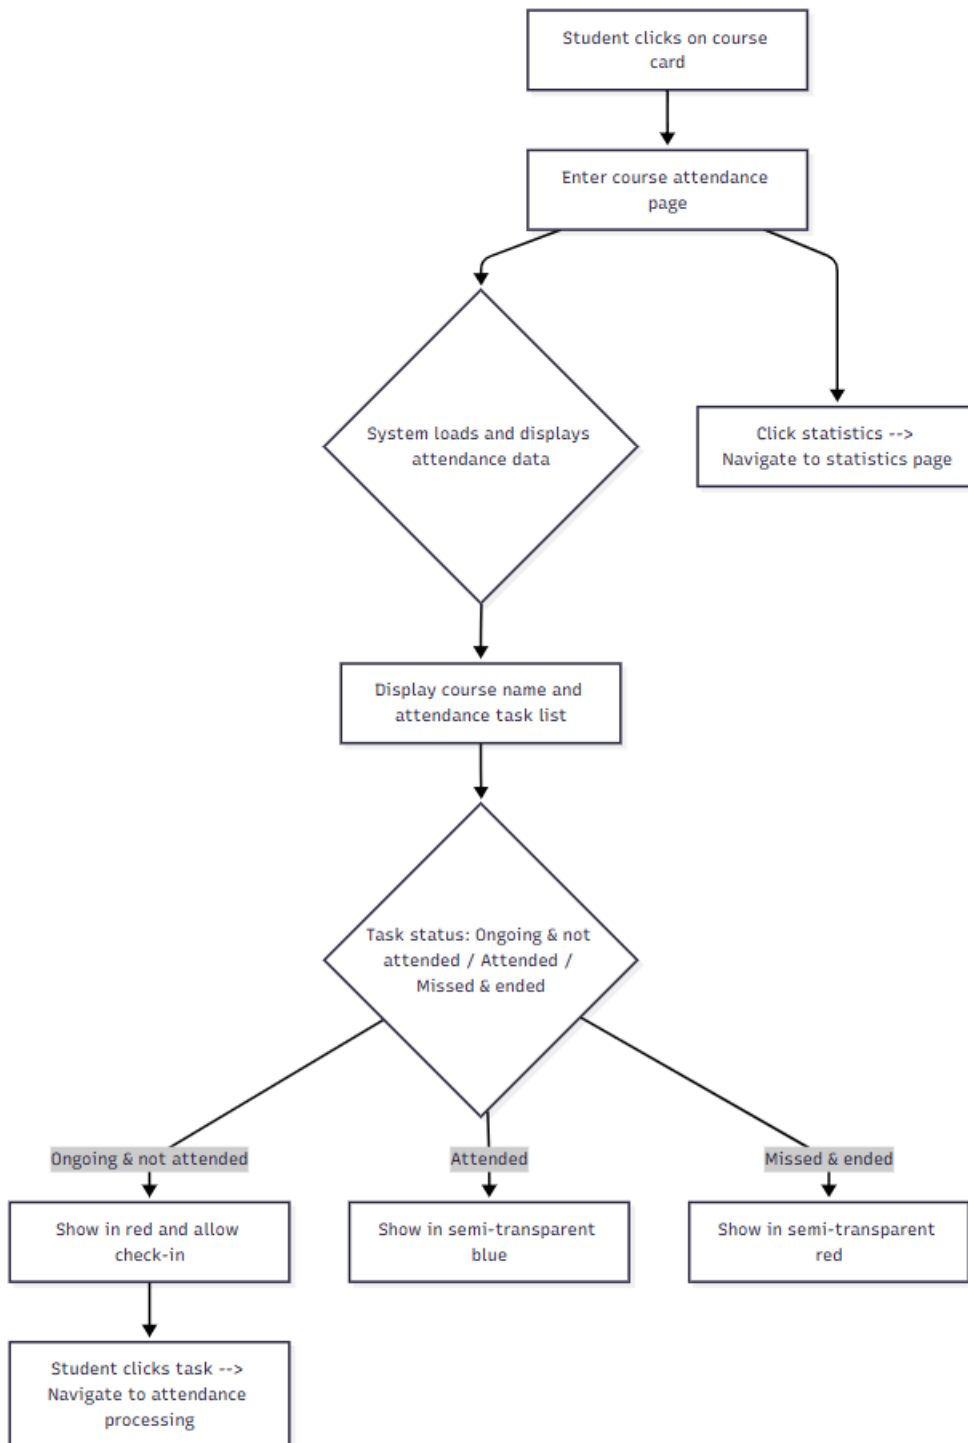 Student clicks on course
card
Enter course attendance
page
System loads and displays
attendance data
Click statistics -->
Navigate to statistics page
Display course name and
attendance task list
Task status: Ongoing & not
attended / Attended /
Missed & ended
Ongoing & not attended
Attended
Missed & ended
Show in red and allow
check-in
Show in semi-transparent
blue
Show in semi-transparent
red
Student clicks task -->
Navigate to attendance
processing